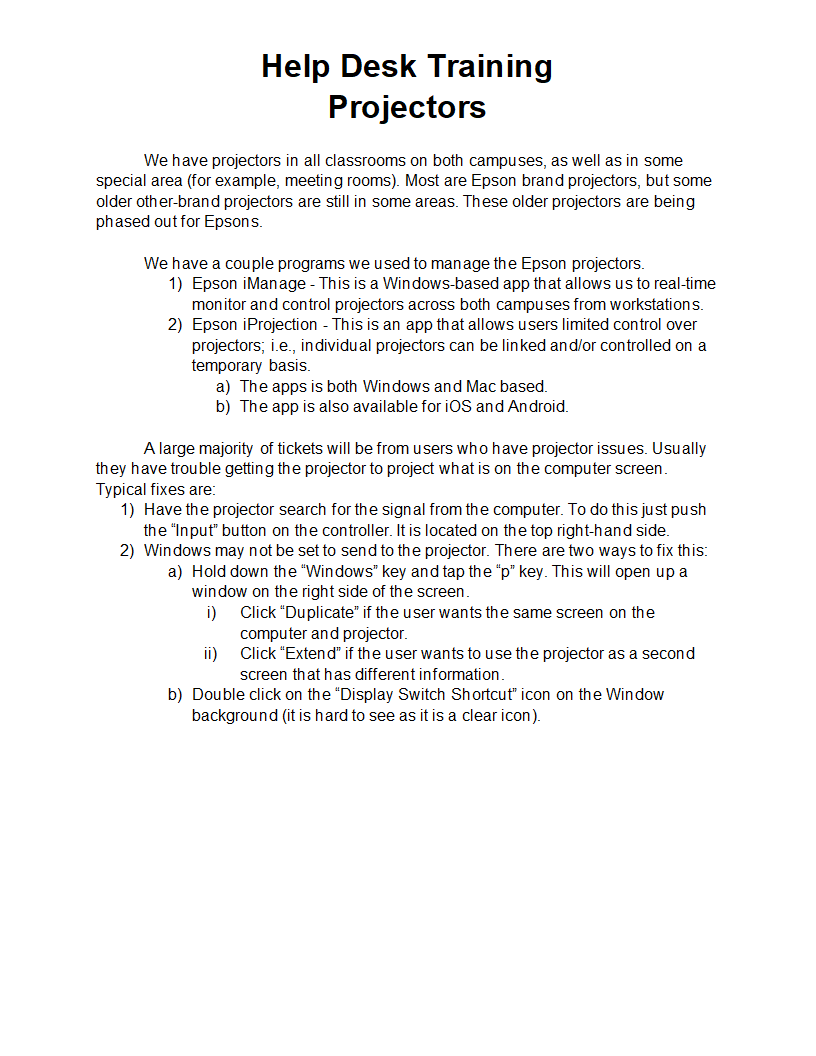 Help Desk Training
Projectors
We have projectors in all classrooms on both campuses, as well as in some
special area (for example, meeting rooms). Most are Epson brand projectors, but some
older other-brand projectors are still in some areas. These older projectors are being
phased out for Epsons.
We have a couple programs we used to manage the Epson projectors.
1) Epson iManage - This is a Windows-based app that allows us to real-time
monitor and control projectors across both campuses from workstations.
2) Epson iProjection - This is an app that allows users limited control over
projectors; i.e., individual projectors can be linked and/or controlled on a
temporary basis.
a) The apps is both Windows and Mac based.
b) The app is also available for iOS and Android.
A large majority of tickets will be from users who have projector issues. Usually
they have trouble getting the projector to project what is on the computer screen.
Typical fixes are:
1) Have the projector search for the signal from the computer. To do this just push
the “Input” button on the controller. It is located on the top right-hand side.
2) Windows may not be set to send to the projector. There are two ways to fix this:
a) Hold down the “Windows” key and tap the “p” key. This will open up a
window on the right side of the screen.
i) Click “Duplicate” if the user wants the same screen on the
computer and projector.
ii) Click “Extend” if the user wants to use the projector as a second
screen that has different information.
b) Double click on the “Display Switch Shortcut” icon on the Window
background (it is hard to see as it is a clear icon).